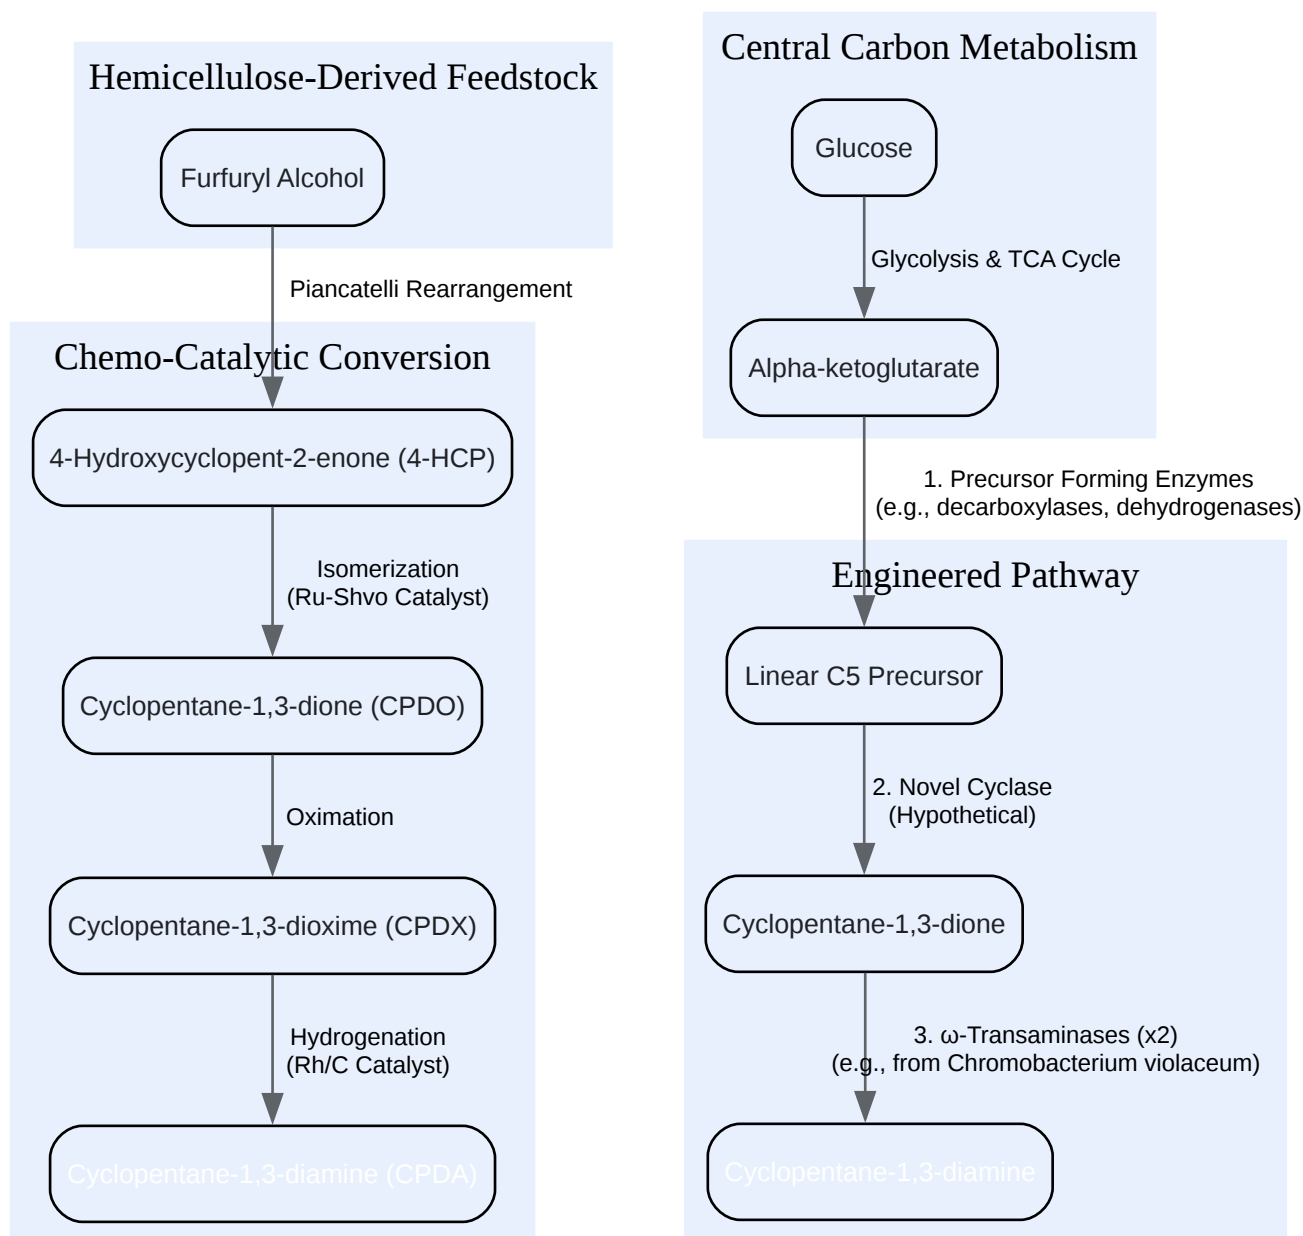 Hemicellulose-Derived Feedstock
Furfuryl Alcohol
Piancatelli Rearrangement
Chemo-Catalytic Conversion
4-Hydroxycyclopent-2-enone (4-HCP)
Isomerization
(Ru-Shvo Catalyst)
Cyclopentane-1,3-dione (CPDO)
Oximation
Cyclopentane-1,3-dioxime (CPDX)
Hydrogenation
(Rh/C Catalyst)
Cyclopentane-1,3-diamine (CPDA)
Central Carbon Metabolism
Glucose
Glycolysis & TCA Cycle
Alpha-ketoglutarate
1. Precursor Forming Enzymes
(e.g., decarboxylases, dehydrogenases)
Engineered Pathway
Linear C5 Precursor
2. Novel Cyclase
(Hypothetical)
Cyclopentane-1,3-dione
3. ω-Transaminases (x2)
(e.g., from Chromobacterium violaceum)
Cyclopentane-1,3-diamine